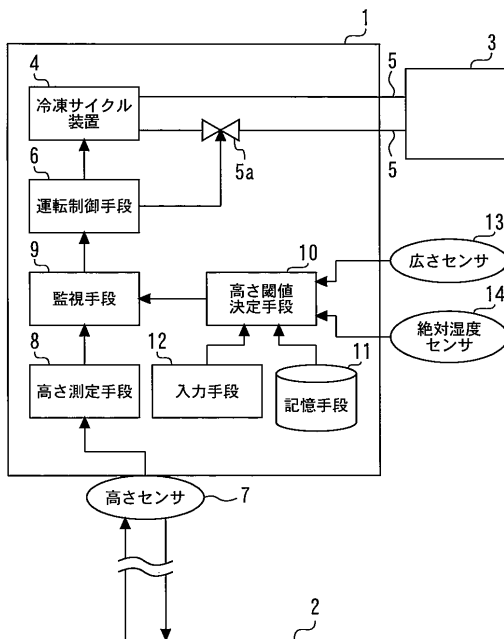 1
4
冷凍サイクル
装置
5
3
5a
5
6
運転制御手段
9
監視手段
10
高さ閾値
決定手段
13
広さセンサ
14
絶対湿度
センサ
8
高さ測定手段
12
入力手段
11
記憶手段
高さセンサ
7
2